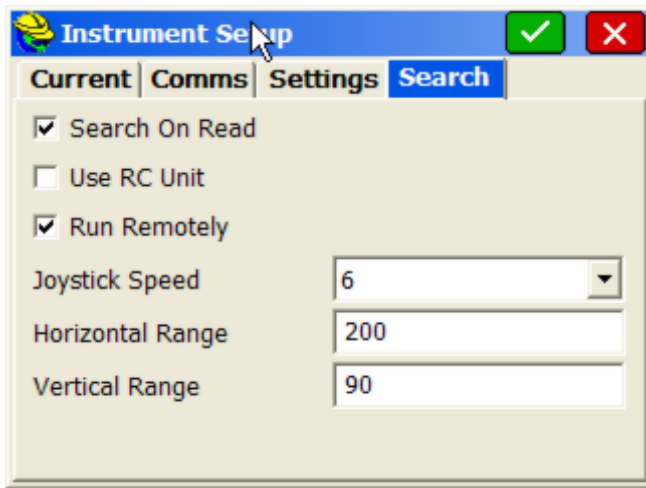 Instrument Setup
Current Comms Settings Search
Search On Read
Use RC Unit
Run Remotely
Joystick Speed 6
Horizontal Range 200
Vertical Range 90